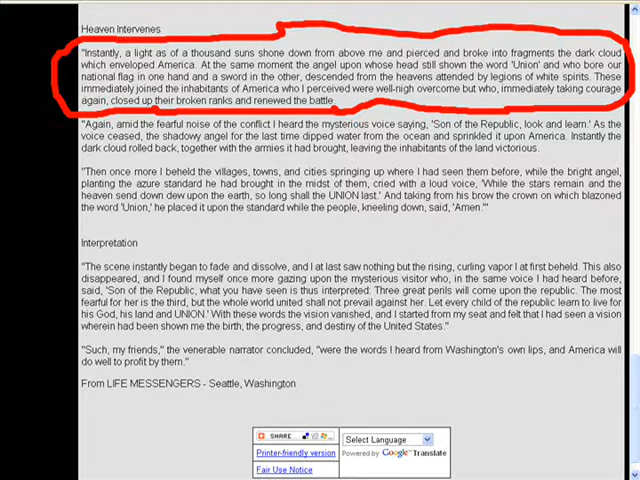 Heaven Intervenes
"Instantly, a light as of a thousand suns shone down from above me and pierced and broke into fragments the dark cloud
which enveloped America. At the same moment the angel upon whose head still shown the word 'Union' and who bore our
national flag in one hand and a sword in the other, descended from the heavens attended by legions of white spirits. These
immediately joined the inhabitants of America who I perceived were well-nigh overcome but who, immediately taking courage
again, closed up their broken ranks and renewed the battle.
"Again, amid the fearful noise of the conflict I heard the mysterious voice saying, 'Son of the Republic, look and learn.' As the
voice ceased, the shadowy angel for the last time dipped water from the ocean and sprinkled it upon America. Instantly the
dark cloud rolled back, together with the armies it had brought, leaving the inhabitants of the land victorious.
"Then once more I beheld the villages, towns, and cities springing up where I had seen them before, while the bright angel,
planting the azure standard he had brought in the midst of them, cried with a loud voice, 'While the stars remain and the
heaven send down dew upon the earth, so long shall the UNION last.' And taking from his brow the crown on which blazoned
the word 'Union,' he placed it upon the standard while the people, kneeling down, said, 'Amen.'"
Interpretation
"The scene instantly began to fade and dissolve, and I at last saw nothing but the rising, curling vapor I at first beheld. This also
disappeared, and I found myself once more gazing upon the mysterious visitor who, in the same voice I had heard before,
said, 'Son of the Republic, what you have seen is thus interpreted. Three great perils will come upon the republic. The most
fearful for her is the third, but the whole world united shall not prevail against her. Let every child of the republic learn to live for
his God, his land and UNION.' With these words the vision vanished, and I started from my seat and felt that I had seen a vision
wherein had been shown me the birth, the progress, and destiny of the United States."
"Such, my friends," the venerable narrator concluded, "were the words I heard from Washington's own lips, and America will
do well to profit by them."
From LIFE MESSENGERS - Seattle, Washington
SHARE
Printer-friendly version
Fair Use Notice
Select Language
Powered by Google Translate